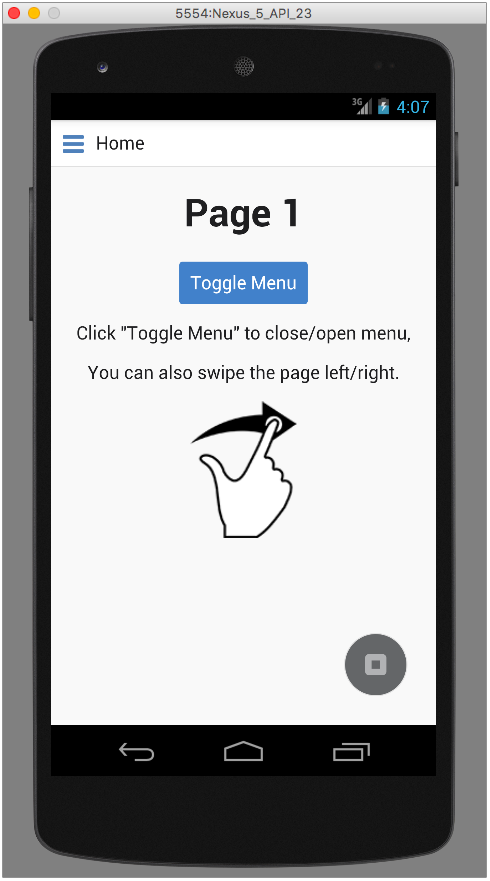 5554:Nexus_5_API_23
3G 4:07
Home
Page 1
Toggle Menu
Click "Toggle Menu" to close/open menu,
You can also swipe the page left/right.